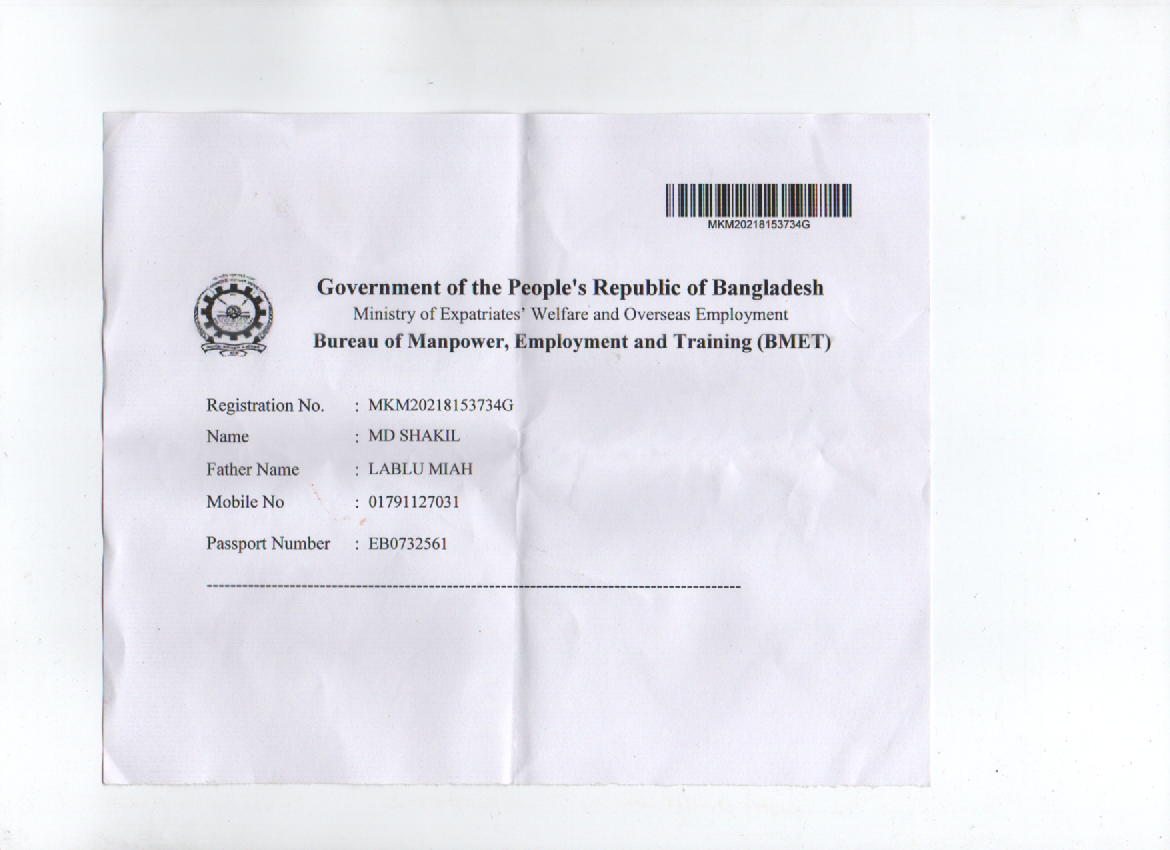 MKM20218153734G
Government of the People's Republic of Bangladesh
Ministry of Expatriates' Welfare and Overseas Employment
Bureau of Manpower, Employment and Training (BMET)
Registration No. : MKM20218153734G
Name : MD SHAKIL
Father Name : LABLU MIAH
Mobile No : 01791127031
Passport Number : EB0732561